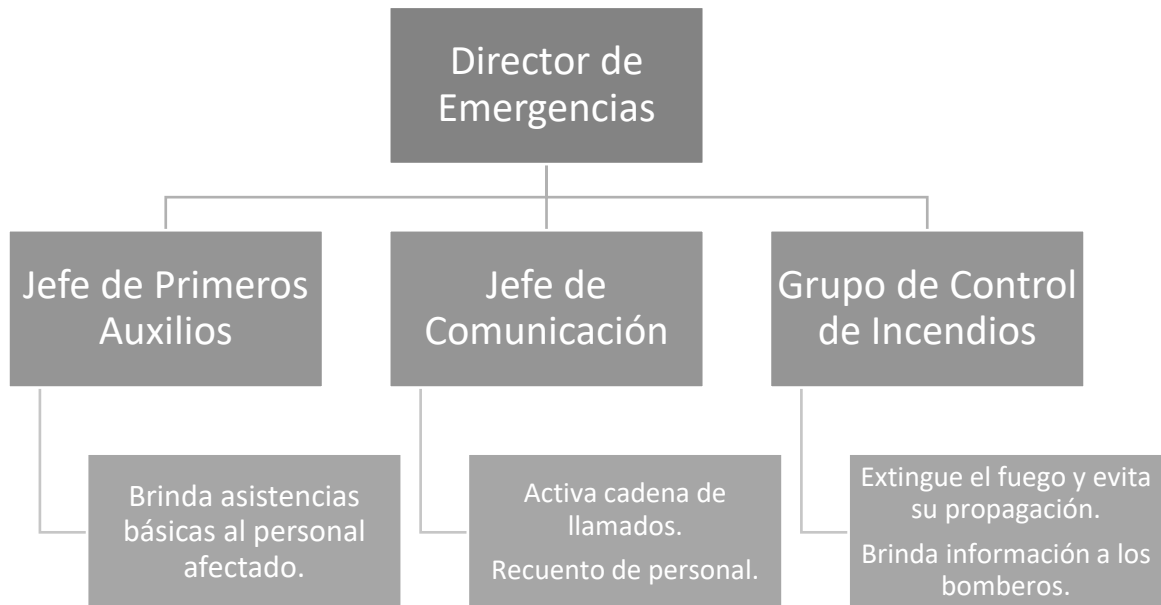 Director de
Emergencias
Jefe de Primeros
Auxilios
Jefe de
Comunicación
Grupo de Control
de Incendios
Brinda asistencias
básicas al personal
afectado.
Activa cadena de
llamados.
Recuento de personal.
Extingue el fuego y evita
su propagación.
Brinda información a los
bomberos.